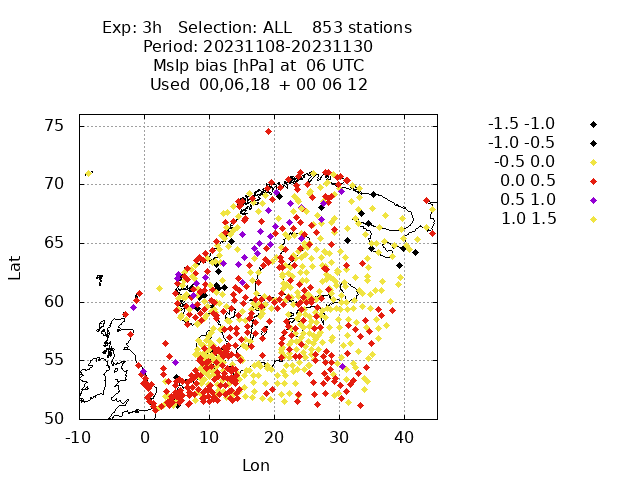 Exp: 3h   Selection: ALL    853 stations
Period: 20231108-20231130
Mslp bias [hPa] at  06 UTC
Used 00,06,18  + 00 06 12
-1.5 -1.0
-1.0 -0.5
-0.5 0.0
0.0 0.5
0.5 1.0
1.0 1.5
75
70
65
60
55
50
Lat
-10 0 10 20 30 40
Lon